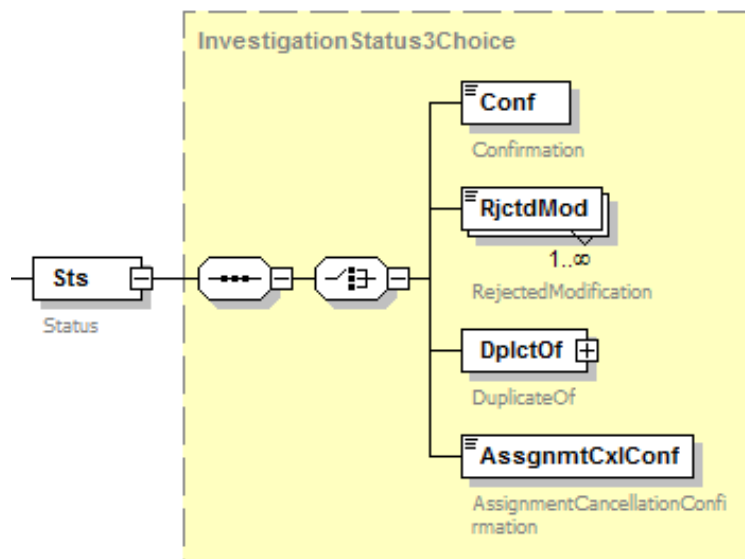 InvestigationStatus3Choice
Conf
Confirmation
RjctdMod
1..∞
RejectedModification
Sts
Status
DplctOf
DuplicateOf
AssgnmtCxlConf
AssignmentCancellationConfi
rmation